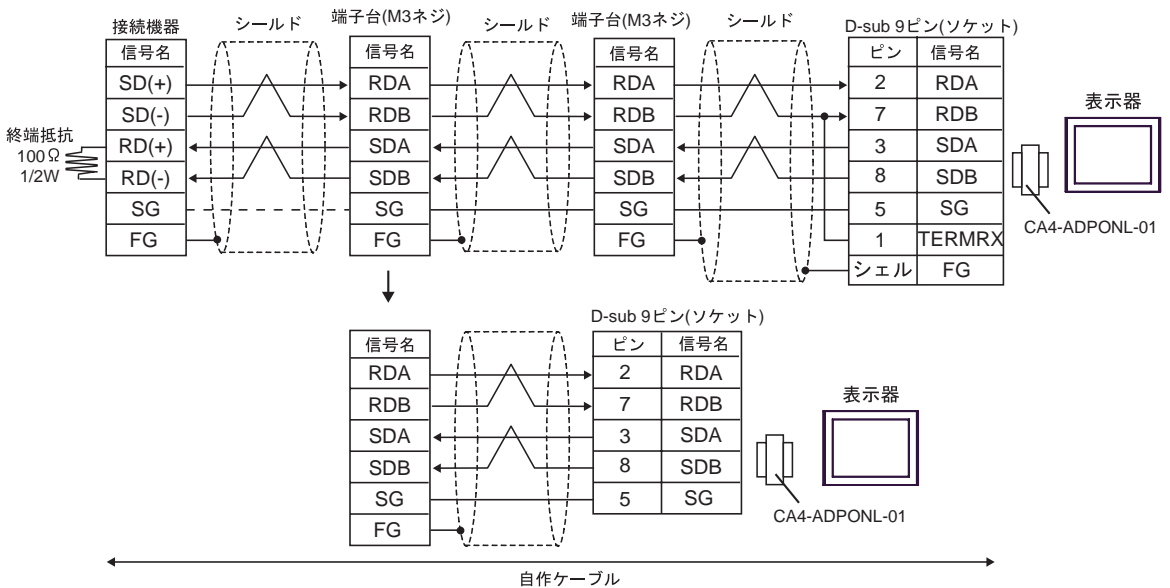 接続機器
シールド
端子台(M3ネジ)
シールド
端子台(M3ネジ)
シールド
D-sub 9ピン(ソケット)
信号名
信号名
信号名
ピン 信号名
SD(+)
RDA
RDA
2 RDA
SD(-)
RDB
RDB
7 RDB
RD(+)
SDA
SDA
3 SDA
RD(-)
SDB
SDB
8 SDB
SG
SG
SG
5 SG
FG
FG
FG
1 TERMRX
シェル FG
終端抵抗
100Ω
1/2W
表示器
CA4-ADPONL-01
D-sub 9ピン(ソケット)
信号名
ピン 信号名
RDA
2 RDA
RDB
7 RDB
SDA
3 SDA
SDB
8 SDB
SG
5 SG
FG
表示器
CA4-ADPONL-01
自作ケーブル